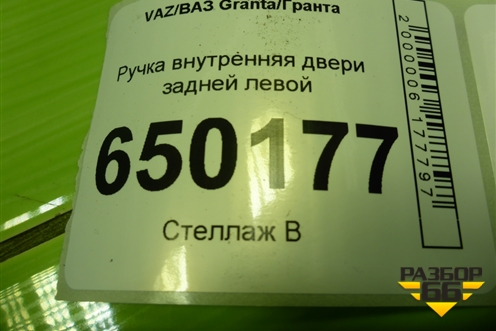 VAZ/ВАЗ Granta/Гранта
Ручка внутренняя двери
задней левой
650177
Стеллаж В
2000006177797
РАЗБОР
66